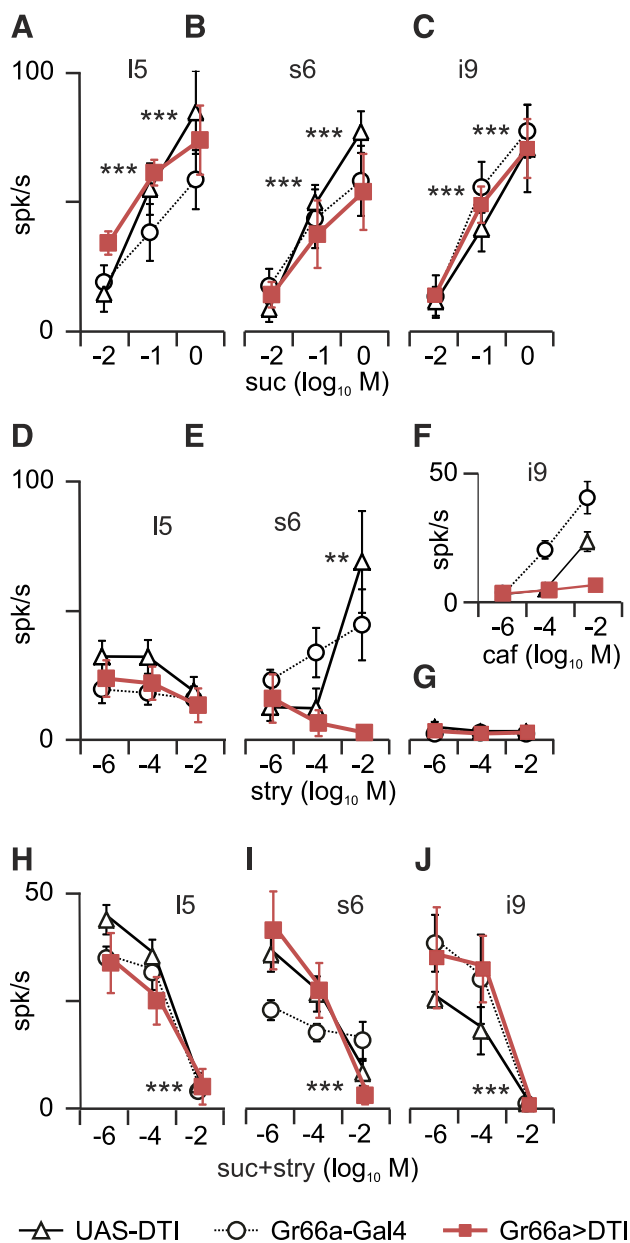 A B C
l5 s6 i9
100
***
***
***
***
***
***
spk/s
0
-2 -1 0 -2 -1 0 -2 -1 0
suc (log10 M)
D E F
100
l5 s6
i9
50
spk/s
0
-6 -4 -2
caf (log10 M)
**
spk/s
G
0
-6 -4 -2 -6 -4 -2 -6 -4 -2
stry (log10 M)
H I J
50
l5 s6 i9
spk/s
*** *** ***
0
-6 -4 -2 -6 -4 -2 -6 -4 -2
suc+stry (log10 M)
UAS-DTI Gr66a-Gal4 Gr66a>DTI